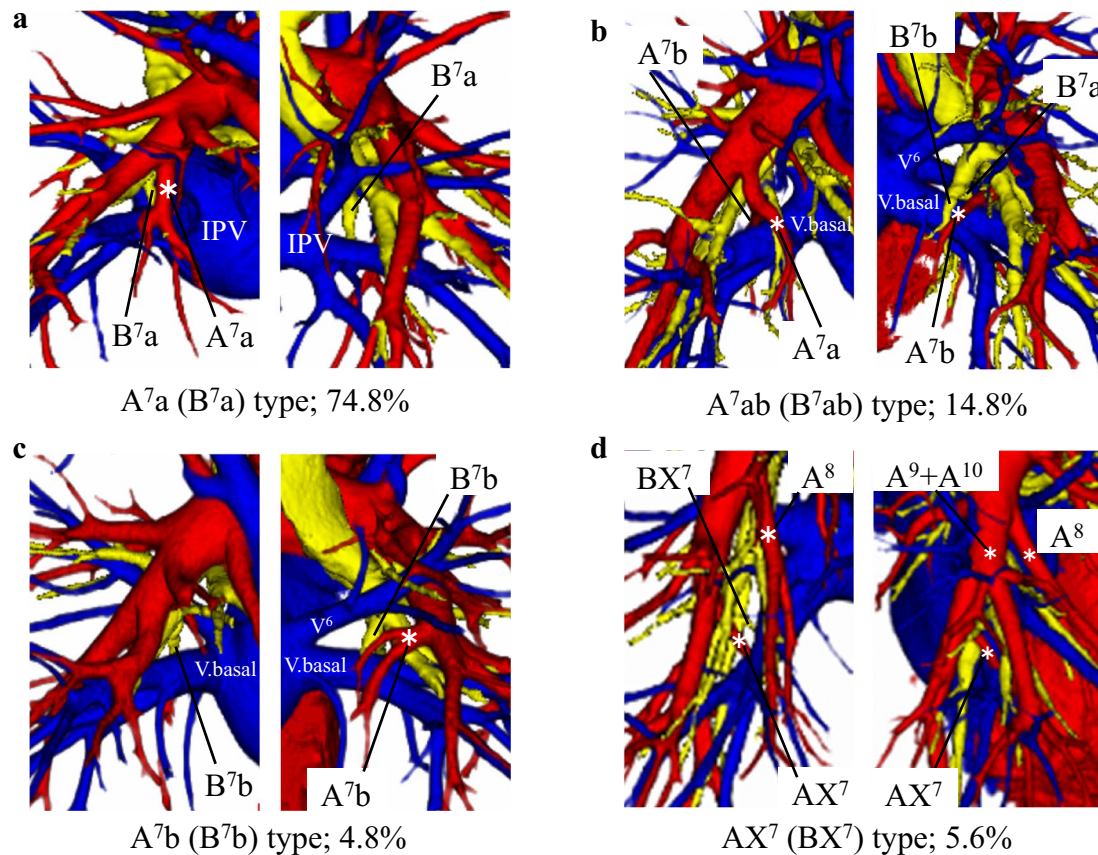 a
B⁷a
IPV
IPV
B⁷a
A⁷a
*
A⁷a (B⁷a) type; 74.8%
b
A⁷b
B⁷b
B⁷a
V⁶
V.basal
V.basal
*
*
A⁷a
A⁷b
A⁷ab (B⁷ab) type; 14.8%
c
B⁷b
V⁶
*
V.basal
V.basal
B⁷b
A⁷b
A⁷b (B⁷b) type; 4.8%
d
BX⁷
A⁸
A⁹+A¹⁰
A⁸
*
*
*
*
*
AX⁷
AX⁷
AX⁷ (BX⁷) type; 5.6%